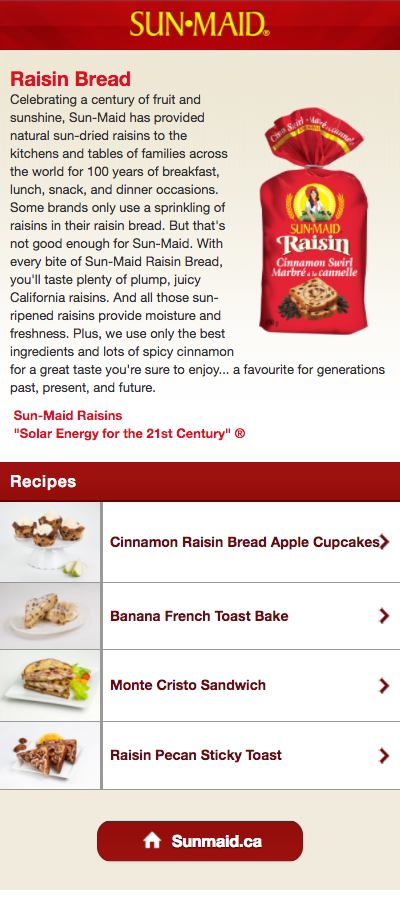 SUN•MAID®
Raisin Bread
Celebrating a century of fruit and
sunshine, Sun-Maid has provided
natural sun-dried raisins to the
kitchens and tables of families across
the world for 100 years of breakfast,
lunch, snack, and dinner occasions.
Some brands only use a sprinkling of
raisins in their raisin bread. But that's
not good enough for Sun-Maid. With
every bite of Sun-Maid Raisin Bread,
you'll taste plenty of plump, juicy
California raisins. And all those sun-
ripened raisins provide moisture and
freshness. Plus, we use only the best
ingredients and lots of spicy cinnamon
for a great taste you're sure to enjoy... a favourite for generations
past, present, and future.
SUN-MAID
Raisin
Cinnamon Swirl
Marbré à la cannelle
Sun-Maid Raisins
"Solar Energy for the 21st Century" ®
Recipes
Cinnamon Raisin Bread Apple Cupcakes
Banana French Toast Bake
Monte Cristo Sandwich
Raisin Pecan Sticky Toast
Sunmaid.ca